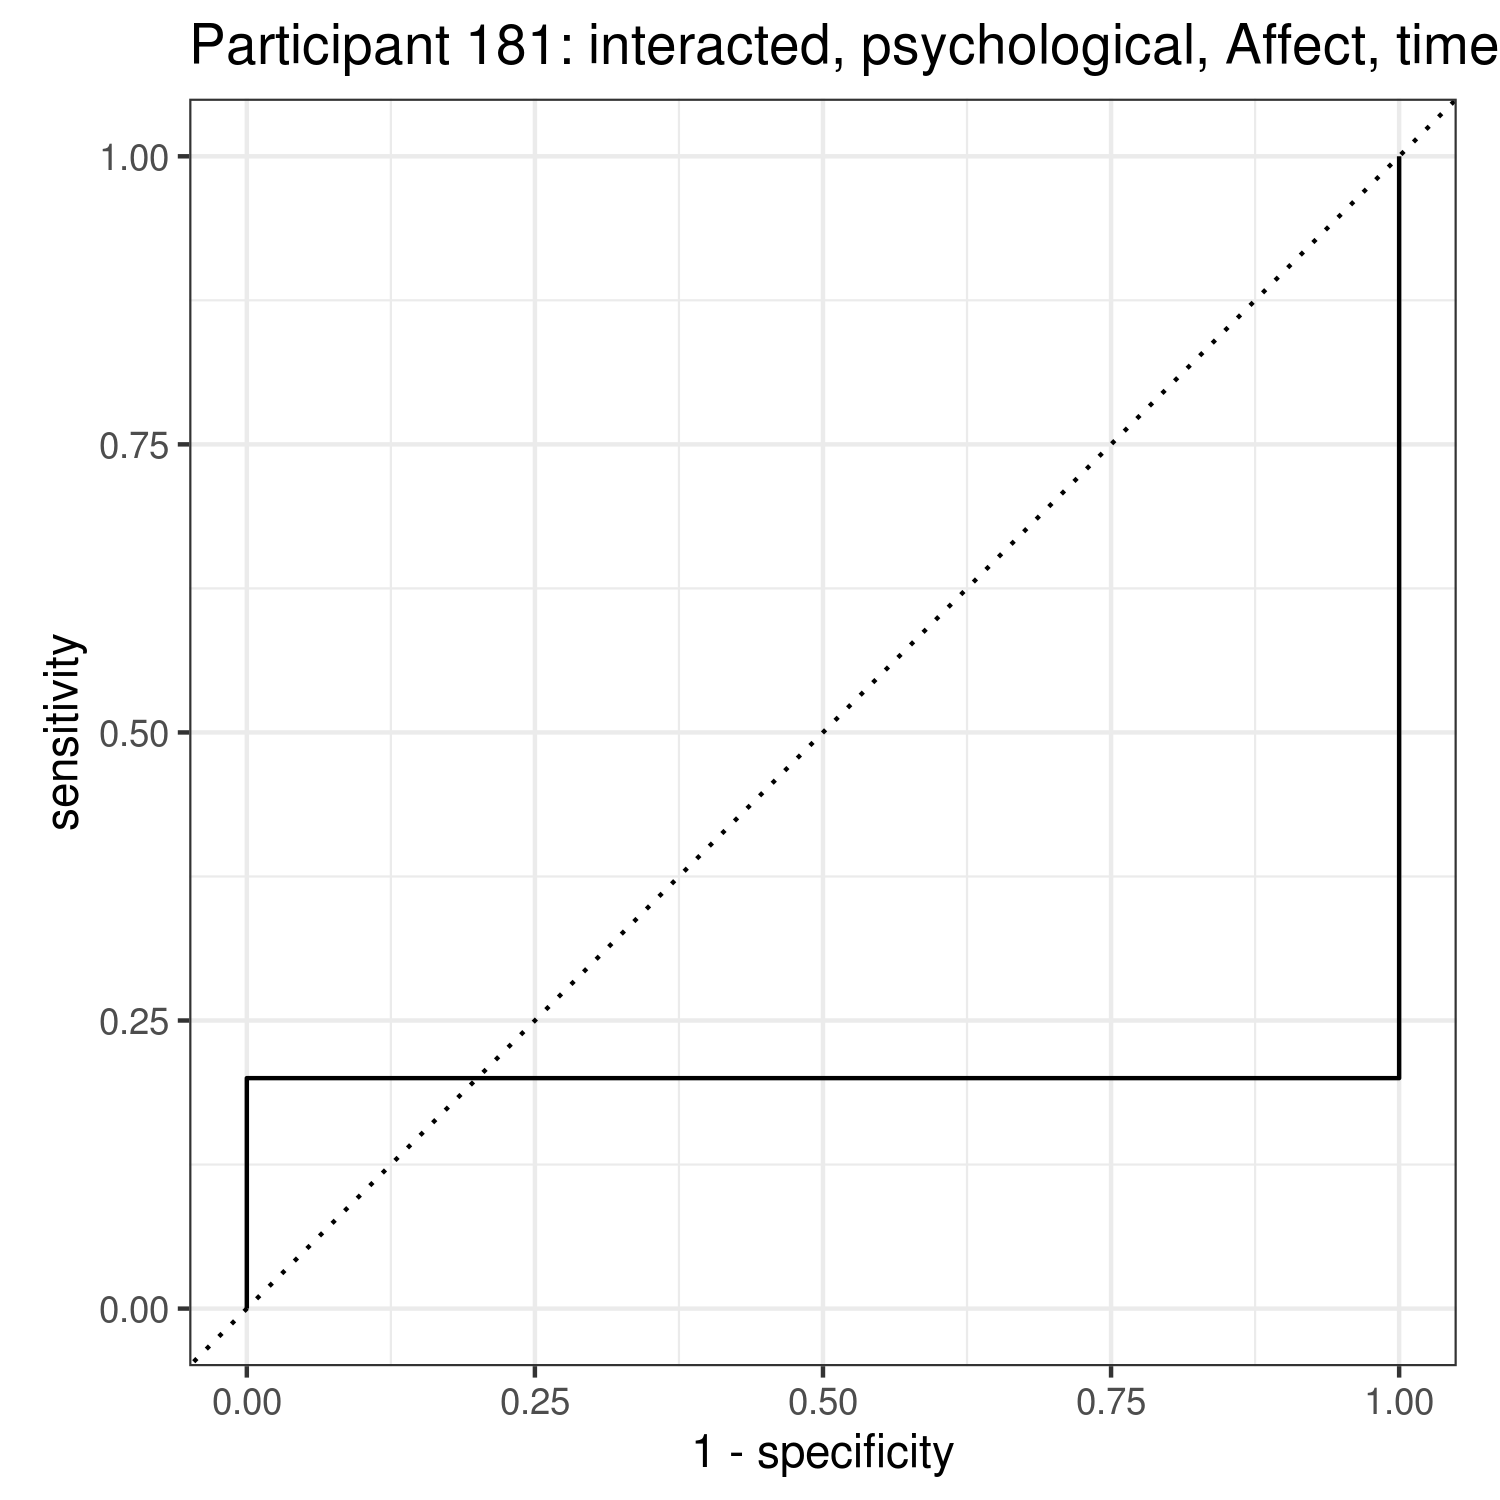 Participant 181: interacted, psychological, Affect, time
1.00
0.75
0.50
0.25
0.00
sensitivity
0.00 0.25 0.50 0.75 1.00
1 - specificity